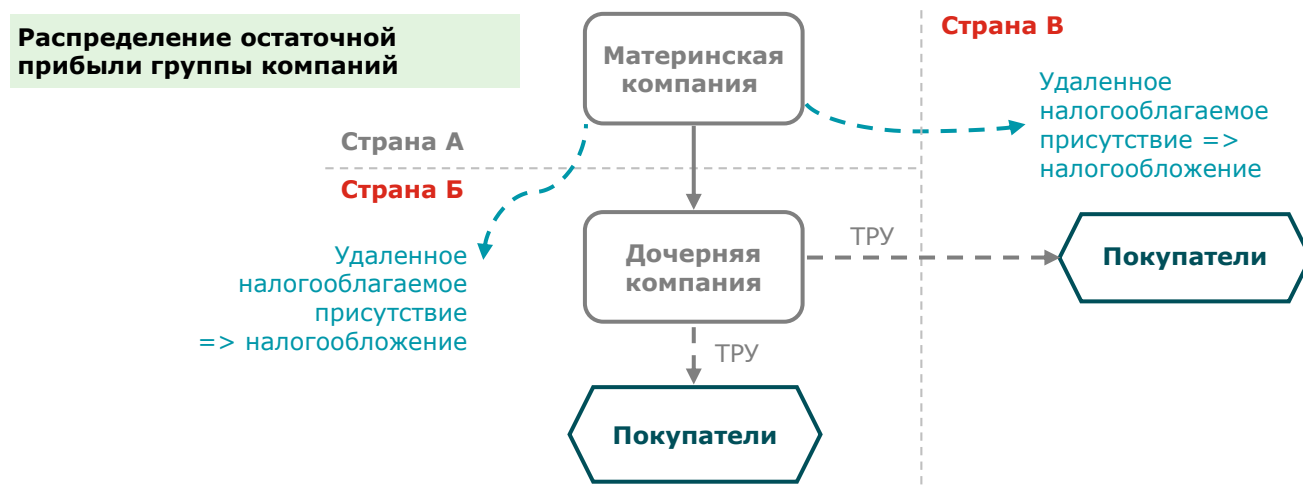 Распределение остаточной
прибыли группы компаний
Материнская
компания
Страна В
Удаленное
налогооблагаемое
присутствие =>
налогообложение
Страна А
Страна Б
Удаленное
налогооблагаемое
присутствие
=> налогообложение
Дочерняя
компания
ТРУ
Покупатели
ТРУ
Покупатели